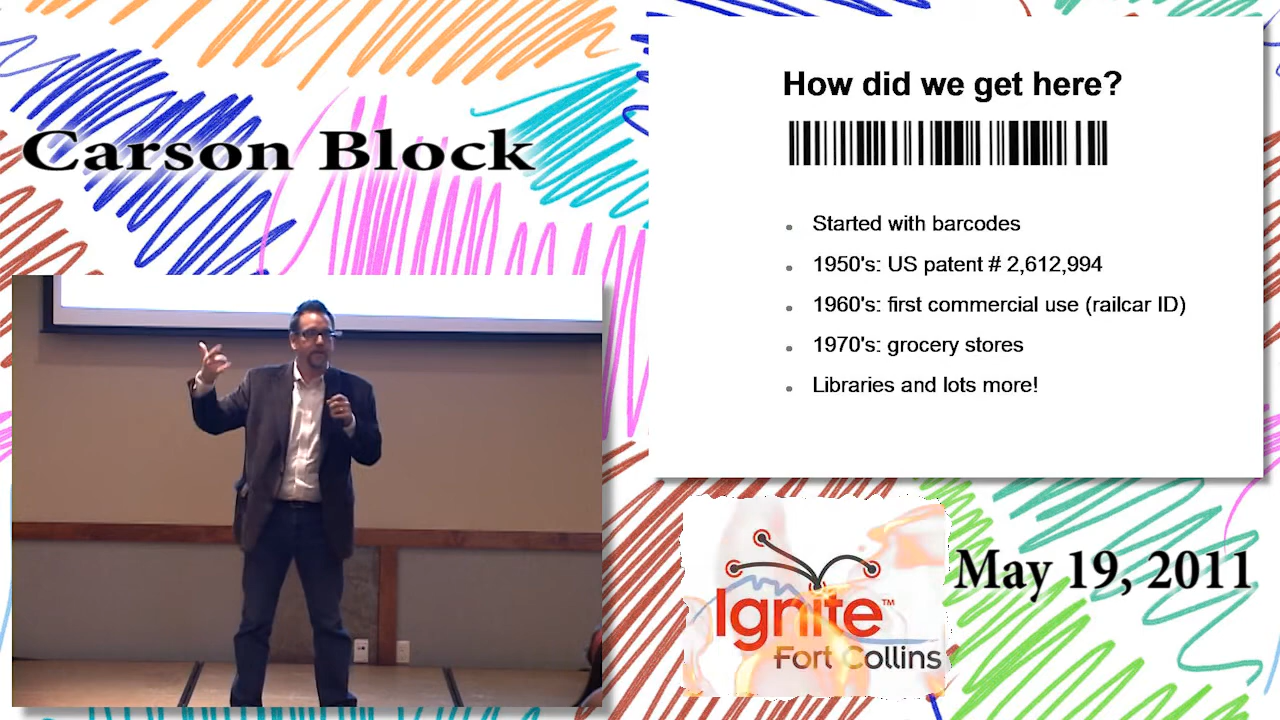 Carson Block
How did we get here?
Started with barcodes
1950's: US patent # 2,612,994
1960's: first commercial use (railcar ID)
1970's: grocery stores
Libraries and lots more!
Ignite™
Fort Collins
May 19, 2011